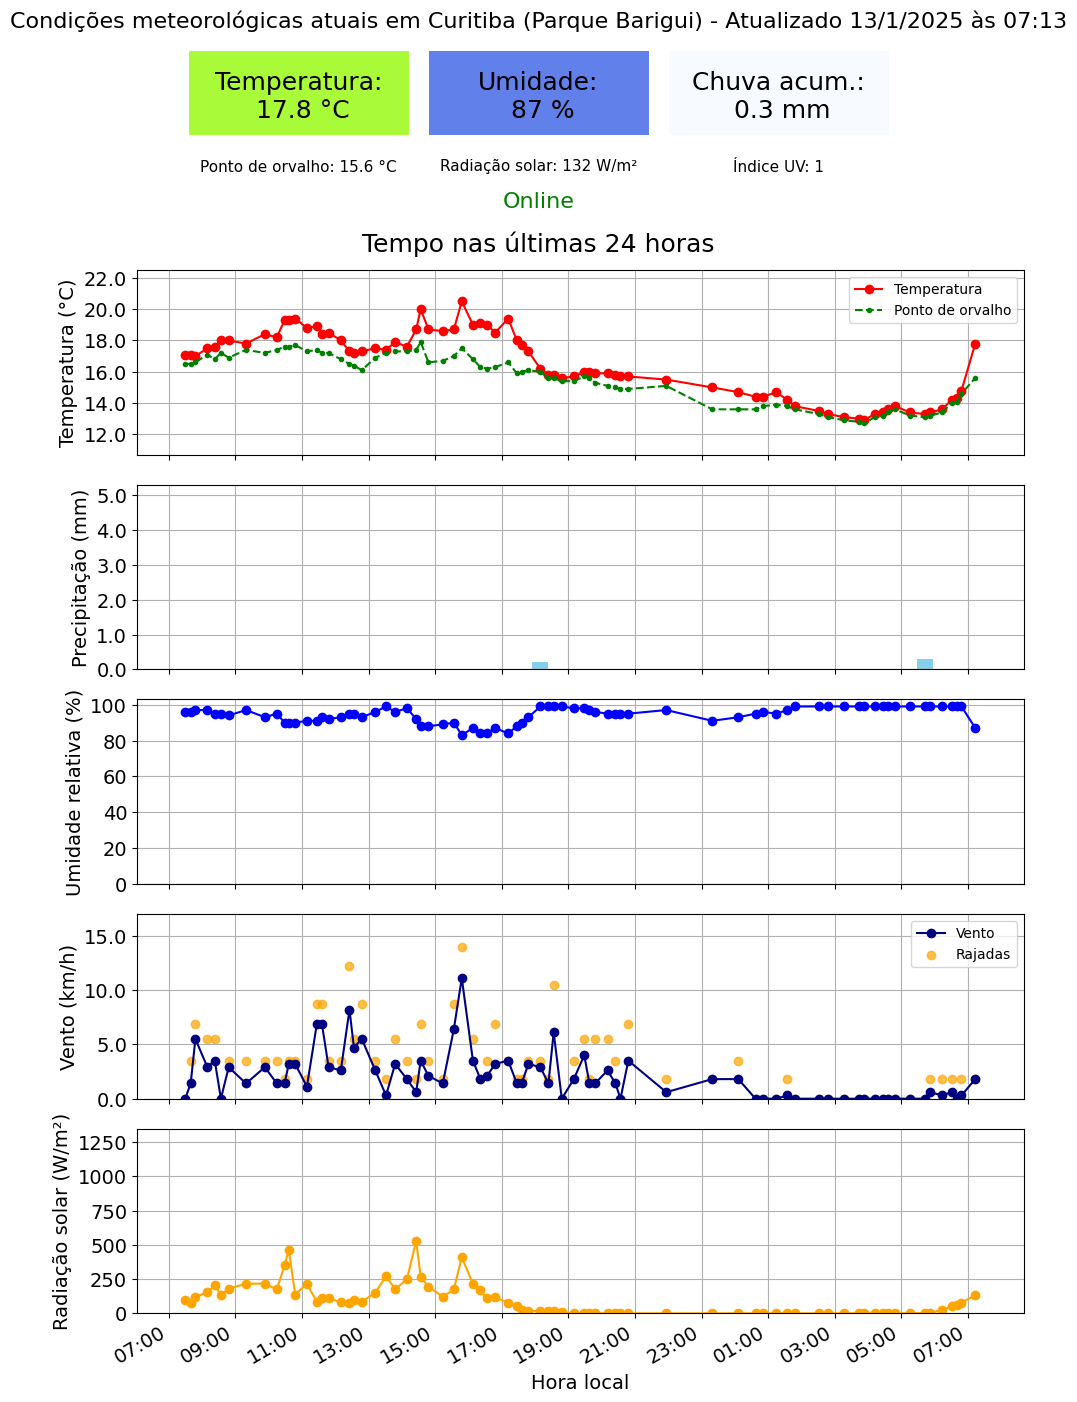 Condições meteorológicas atuais em Curitiba (Parque Barigui) - Atualizado 13/1/2025 às 07:13
Temperatura:
17.8 °C
Umidade:
87 %
Chuva acum.:
0.3 mm
Ponto de orvalho: 15.6 °C
Radiação solar: 132 W/m²
Índice UV: 1
Online
Tempo nas últimas 24 horas
Temperatura (°C)
22.0
20.0
18.0
16.0
14.0
12.0
Temperatura
Ponto de orvalho
Precipitação (mm)
5.0
4.0
3.0
2.0
1.0
0.0
Umidade relativa (%)
100
80
60
40
20
0
Vento (km/h)
15.0
10.0
5.0
0.0
Vento
Rajadas
Radiação solar (W/m²)
1250
1000
750
500
250
0
07:00
09:00
11:00
13:00
15:00
17:00
19:00
21:00
23:00
01:00
03:00
05:00
07:00
Hora local